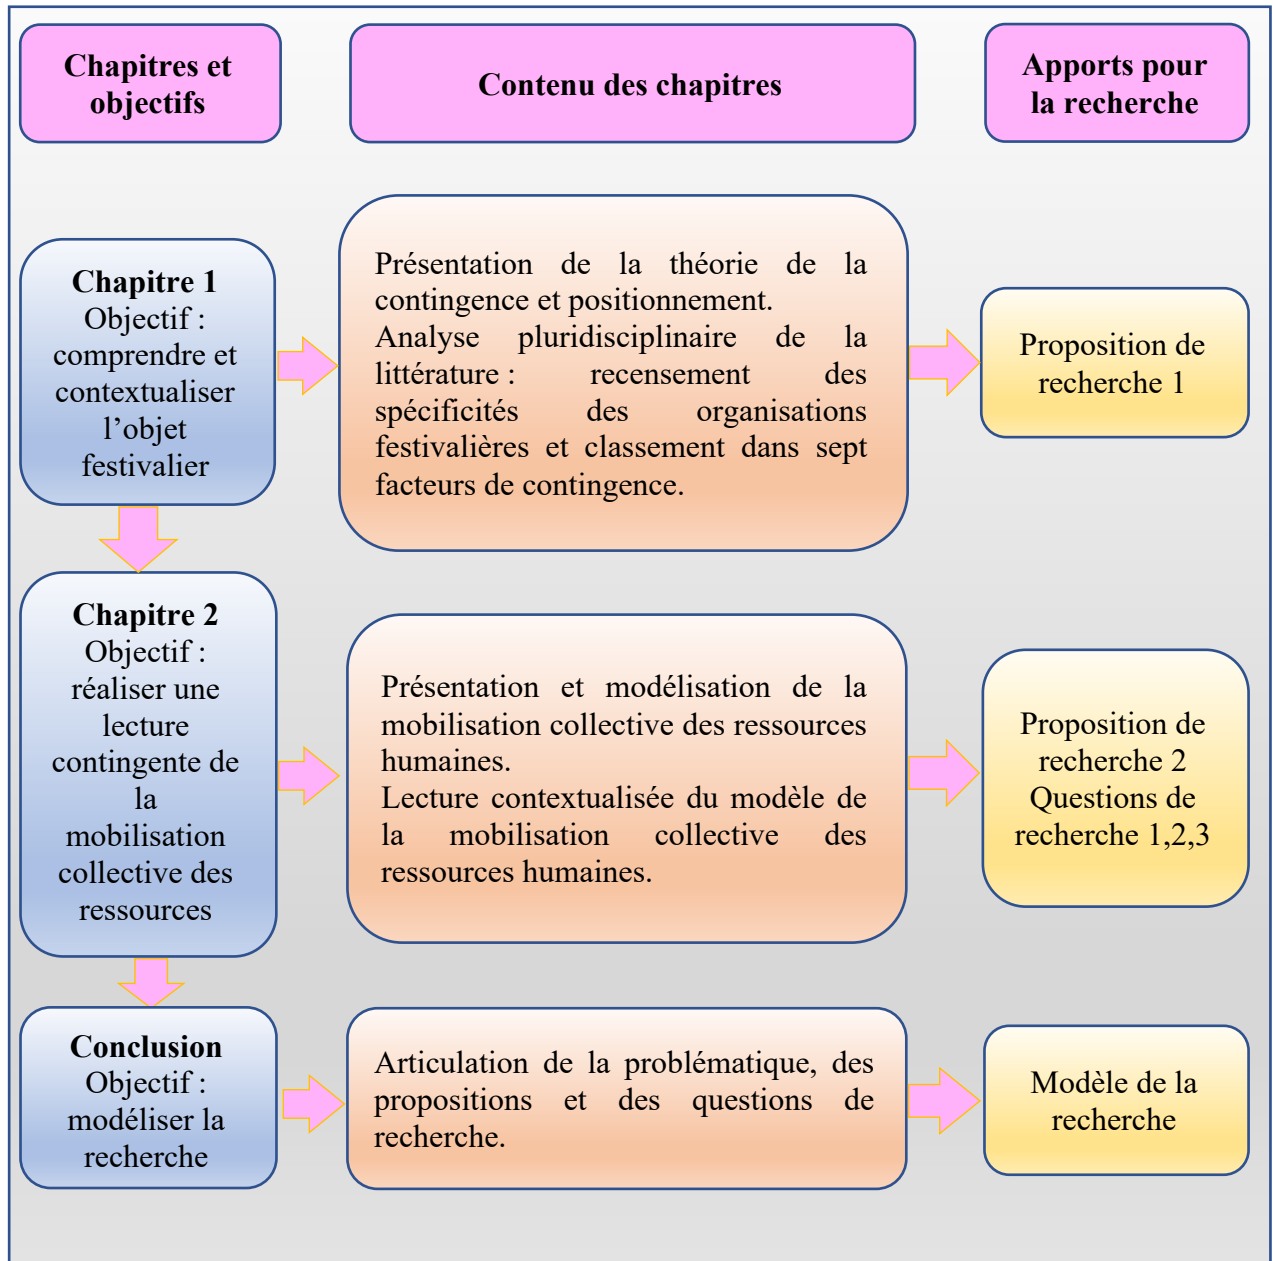 Chapitres et
objectifs
Contenu des chapitres
Apports pour
la recherche
Chapitre 1
Objectif :
comprendre et
contextualiser
l’objet
festivalier
Présentation de la théorie de la
contingence et positionnement.
Analyse pluridisciplinaire de la
littérature : recensement des
spécificités des organisations
festivalières et classement dans sept
facteurs de contingence.
Proposition de
recherche 1
Chapitre 2
Objectif :
réaliser une
lecture
contingente de
la
mobilisation
collective des
ressources
Présentation et modélisation de la
mobilisation collective des ressources
humaines.
Lecture contextualisée du modèle de
la mobilisation collective des
ressources humaines.
Proposition de
recherche 2
Questions de
recherche 1,2,3
Conclusion
Objectif :
modéliser la
recherche
Articulation de la problématique, des
propositions et des questions de
recherche.
Modèle de la
recherche